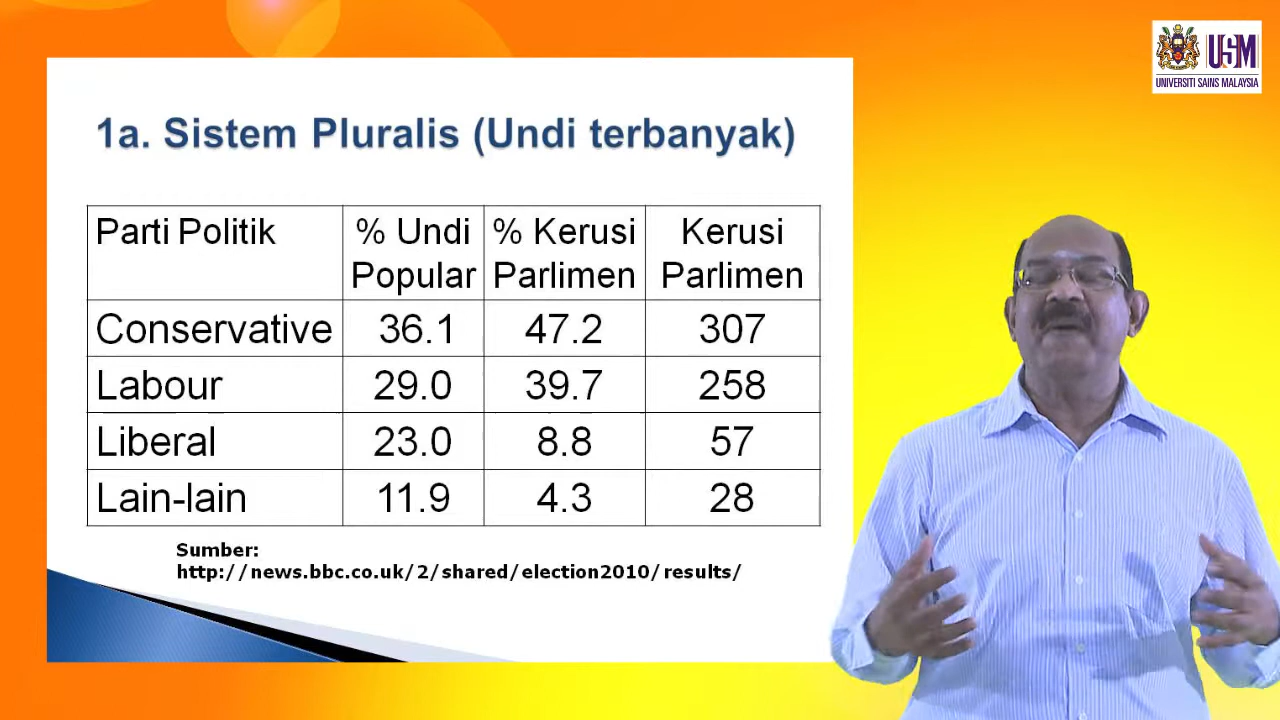 USM
UNIVERSITI SAINS MALAYSIA
1a. Sistem Pluralis (Undi terbanyak)
Parti Politik % Undi Popular % Kerusi Parlimen Kerusi Parlimen
Conservative 36.1 47.2 307
Labour 29.0 39.7 258
Liberal 23.0 8.8 57
Lain-lain 11.9 4.3 28
Sumber:
http://news.bbc.co.uk/2/shared/election2010/results/